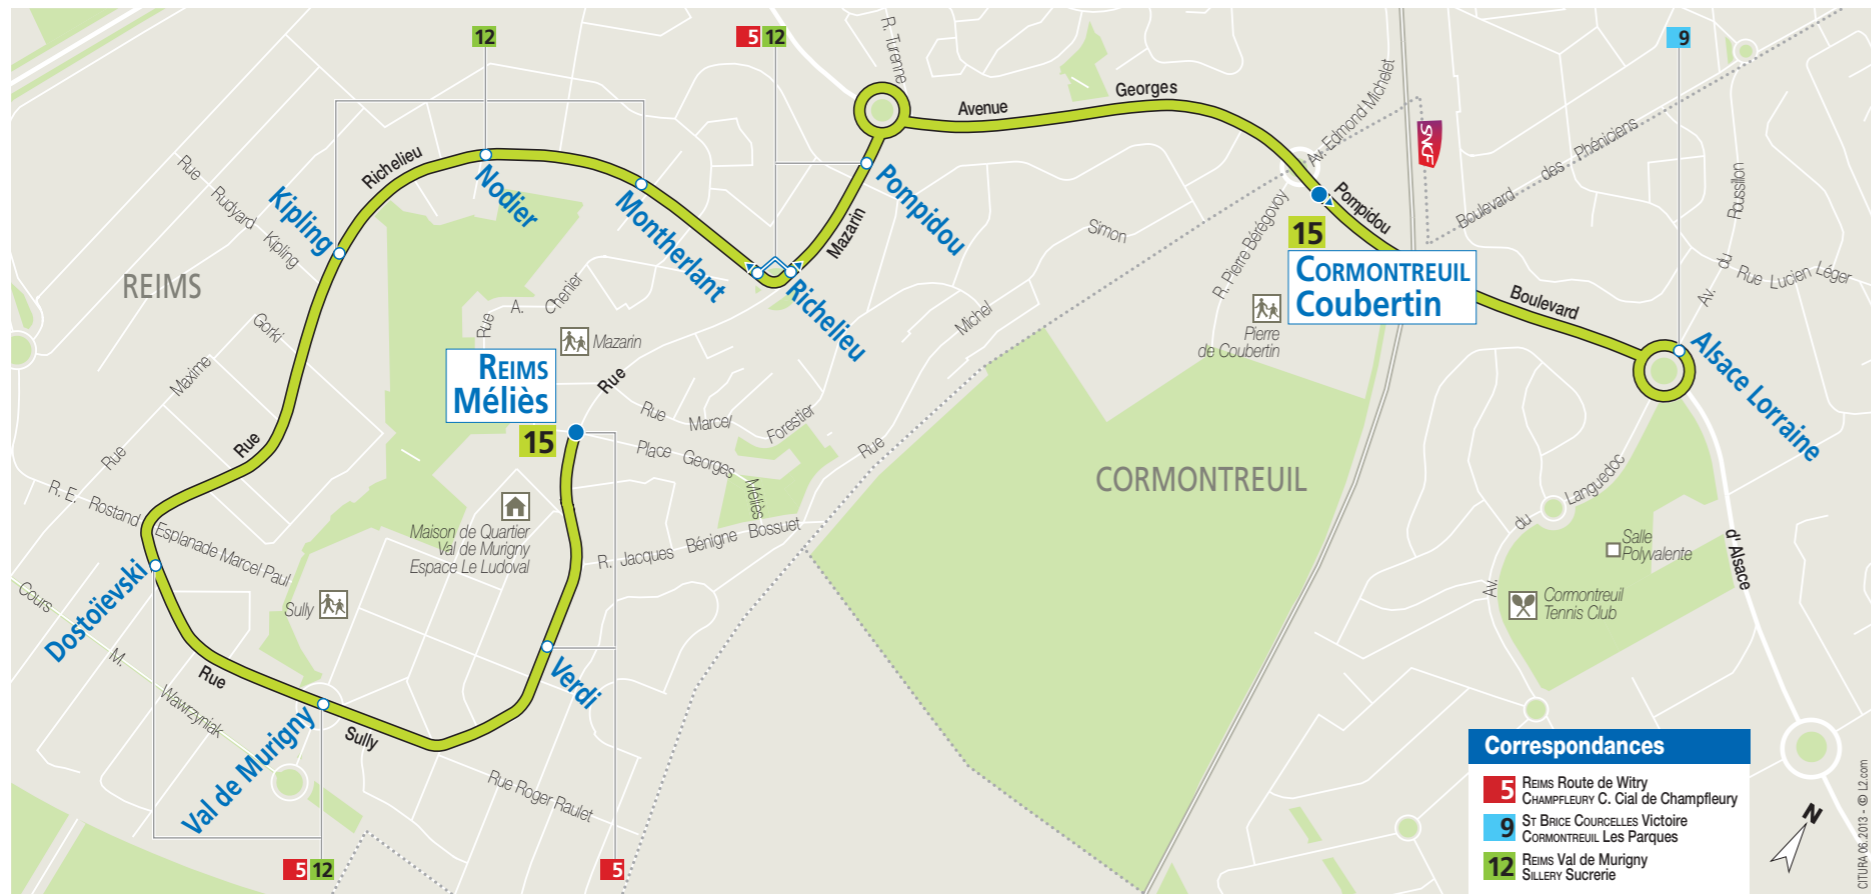 12
5 12
9
R. Turenne
Avenue
Georges
Av. Edmond Michelet
SNCF
Boulevard des Phéniciens
Av. du Roussillon
Rue Lucien Léger
Rue Rudyard Kipling
Richelieu
Kipling
Nodier
Montherlant
Pompidou
Mazarin
Richelieu
Simon
R. Pierre Bérégovoy
Pompidou
15
CORMONTREUIL
Coubertin
Boulevard
Alsace Lorraine
REIMS
Rue A. Chenier
Mazarin
Michel
Pierre
de Coubertin
Rue Maxime Gorki
REIMS
Méliès
15
Rue
Rue Marcel Forestier
Place Georges Méliès
Rue
Rue
CORMONTREUIL
R. E. Rostand
Esplanade Marcel Paul
Maison de Quartier
Val de Murigny
Espace Le Ludoval
R. Jacques Bénigne Bossuet
Av. du Languedoc
Salle
Polyvalente
d' Alsace
Cormontreuil
Tennis Club
Dostoïevski
Sully
Cours M. Wawrzyniak
Rue
Sully
Verdi
Val de Murigny
Rue Roger Raulet
5 12
5
Correspondances
5 REIMS Route de Witry
CHAMPFLEURY C. Cial de Champfleury
9 ST BRICE COURCELLES Victoire
CORMONTREUIL Les Parques
12 REIMS Val de Murigny
SILLERY Sucrerie
N
CITURA 06.2013 - © L2.com